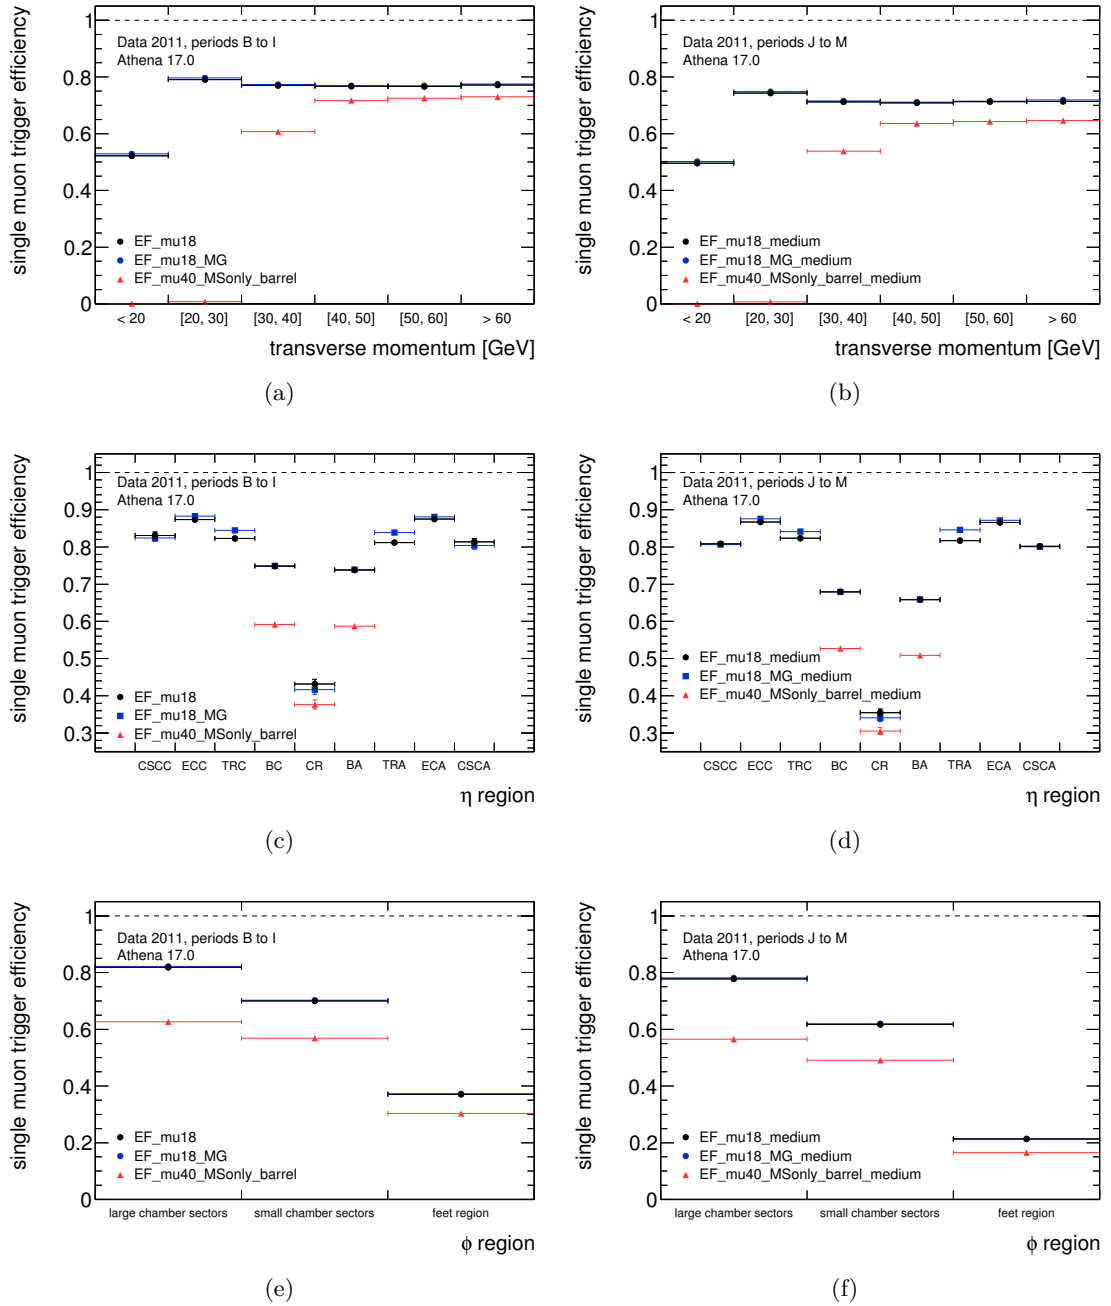 single muon trigger efficiency
1
0.8
0.6
0.4
0.2
0
Data 2011, periods B to I
Athena 17.0
EF_mu18
EF_mu18_MG
EF_mu40_MSonly_barrel
< 20
[20, 30]
[30, 40]
[40, 50]
[50, 60]
> 60
transverse momentum [GeV]
(a)
single muon trigger efficiency
1
0.8
0.6
0.4
0.2
0
Data 2011, periods J to M
Athena 17.0
EF_mu18_medium
EF_mu18_MG_medium
EF_mu40_MSonly_barrel_medium
< 20
[20, 30]
[30, 40]
[40, 50]
[50, 60]
> 60
transverse momentum [GeV]
(b)
single muon trigger efficiency
1
0.9
0.8
0.7
0.6
0.5
0.4
0.3
Data 2011, periods B to I
Athena 17.0
EF_mu18
EF_mu18_MG
EF_mu40_MSonly_barrel
CSCC
ECC
TRC
BC
CR
BA
TRA
ECA
CSCA
η region
(c)
single muon trigger efficiency
1
0.9
0.8
0.7
0.6
0.5
0.4
0.3
Data 2011, periods J to M
Athena 17.0
EF_mu18_medium
EF_mu18_MG_medium
EF_mu40_MSonly_barrel_medium
CSCC
ECC
TRC
BC
CR
BA
TRA
ECA
CSCA
η region
(d)
single muon trigger efficiency
1
0.8
0.6
0.4
0.2
0
Data 2011, periods B to I
Athena 17.0
EF_mu18
EF_mu18_MG
EF_mu40_MSonly_barrel
large chamber sectors
small chamber sectors
feet region
ϕ region
(e)
single muon trigger efficiency
1
0.8
0.6
0.4
0.2
0
Data 2011, periods J to M
Athena 17.0
EF_mu18_medium
EF_mu18_MG_medium
EF_mu40_MSonly_barrel_medium
large chamber sectors
small chamber sectors
feet region
ϕ region
(f)